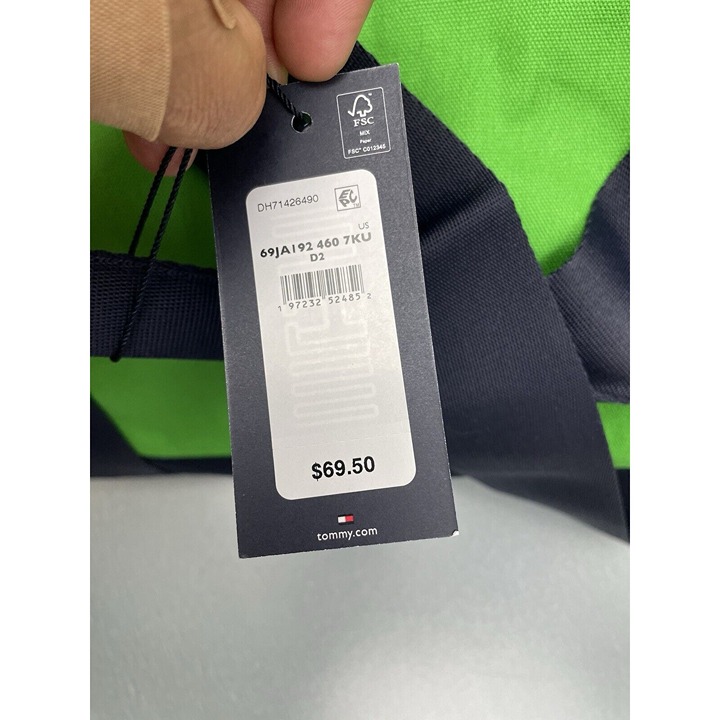 FSC
MIX
Paper
FSC® C012345
DH71426490
EPC
US
69JA192 460 7KU
D2
1 97232 52485 2
$69.50
tommy.com